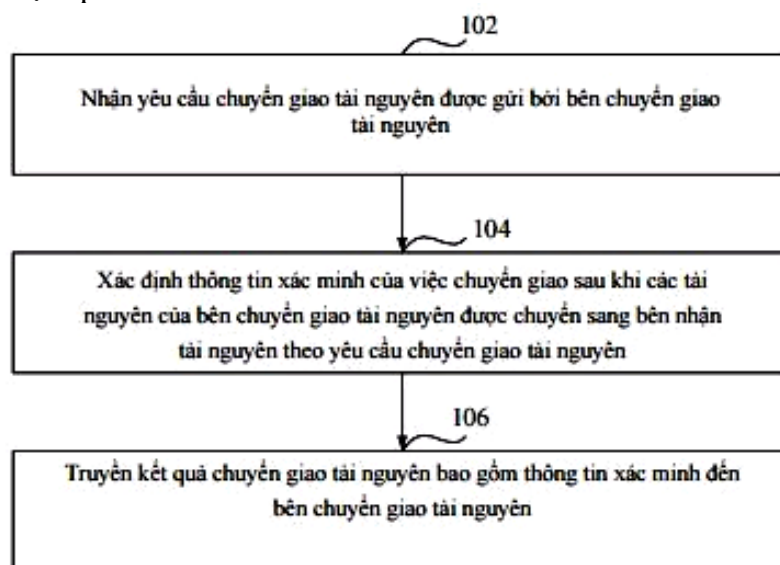 102
Nhận yêu cầu chuyển giao tài nguyên được gửi bởi bên chuyển giao
tài nguyên
104
Xác định thông tin xác minh của việc chuyển giao sau khi các tài
nguyên của bên chuyển giao tài nguyên được chuyển sang bên nhận
tài nguyên theo yêu cầu chuyển giao tài nguyên
106
Truyền kết quả chuyển giao tài nguyên bao gồm thông tin xác minh đến
bên chuyển giao tài nguyên